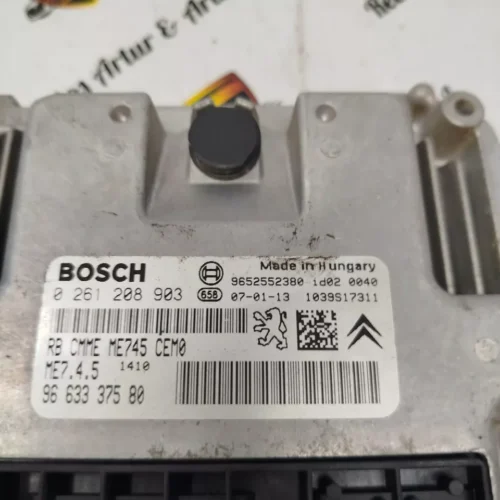 Artur &
BOSCH
Made in Hungary
9652552380 1d02 0040
0 261 208 903 658 07-01-13 1039S17311
RB CMME ME745 CEM0
ME7.4.5 1410
96 633 375 80